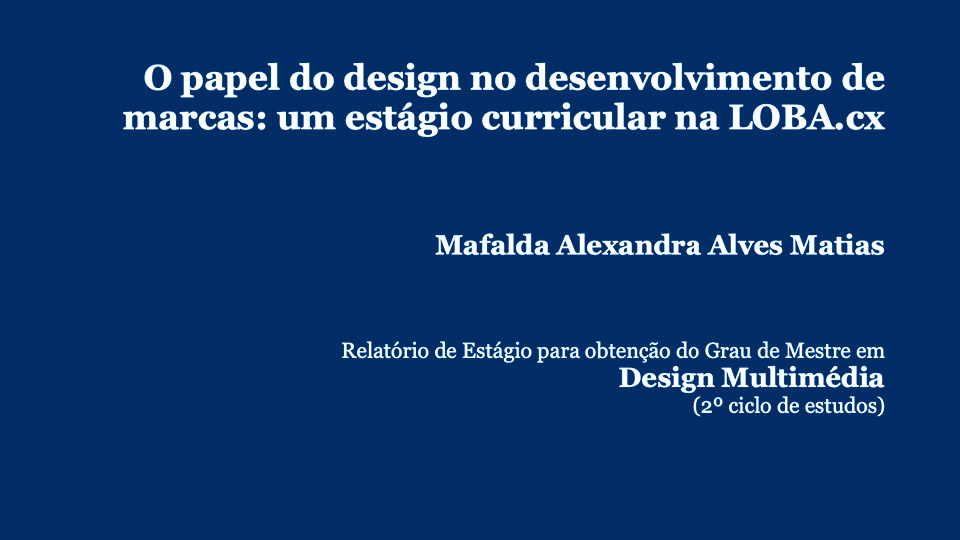 O papel do design no desenvolvimento de
marcas: um estágio curricular na LOBA.cx
Mafalda Alexandra Alves Matias
Relatório de Estágio para obtenção do Grau de Mestre em
Design Multimédia
(2º ciclo de estudos)